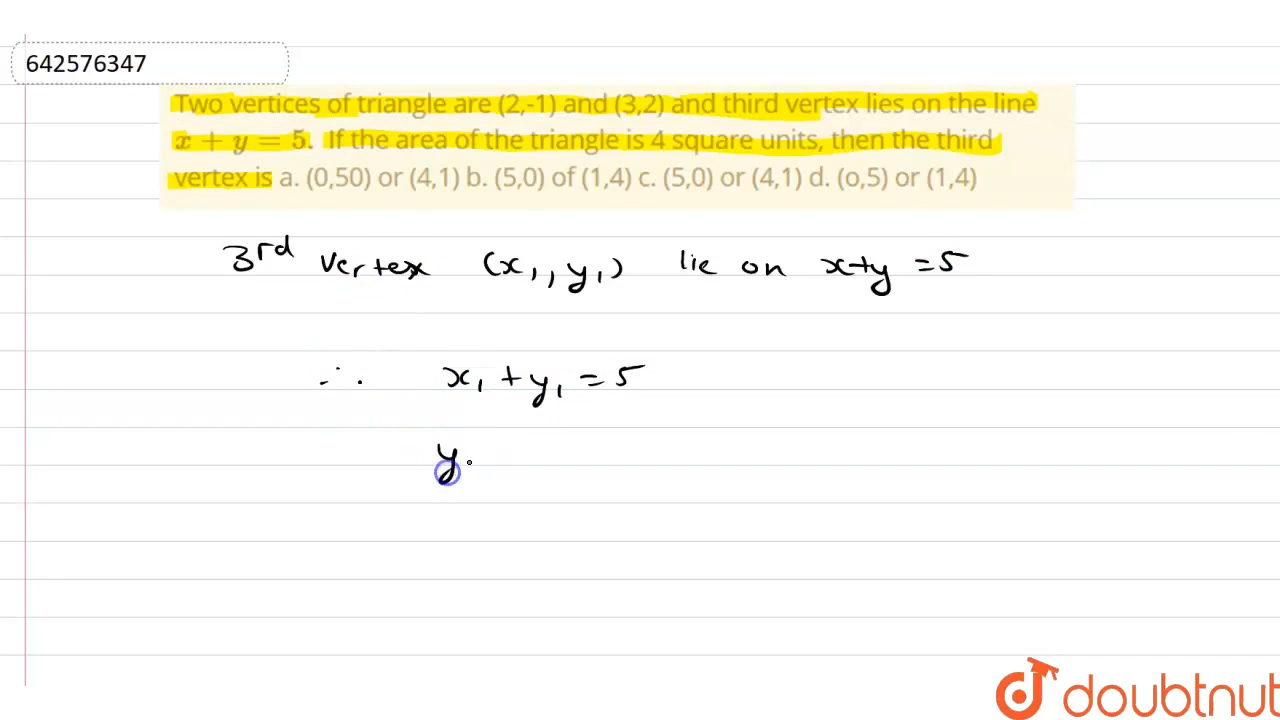 642576347
Two vertices of triangle are (2,-1) and (3,2) and third vertex lies on the line
x + y = 5. If the area of the triangle is 4 square units, then the third
vertex is a. (0,50) or (4,1) b. (5,0) of (1,4) c. (5,0) or (4,1) d. (o,5) or (1,4)
3rd vertex (x₁, y₁) lie on x+y = 5
∴ x₁ + y₁ = 5
y
doubtnut